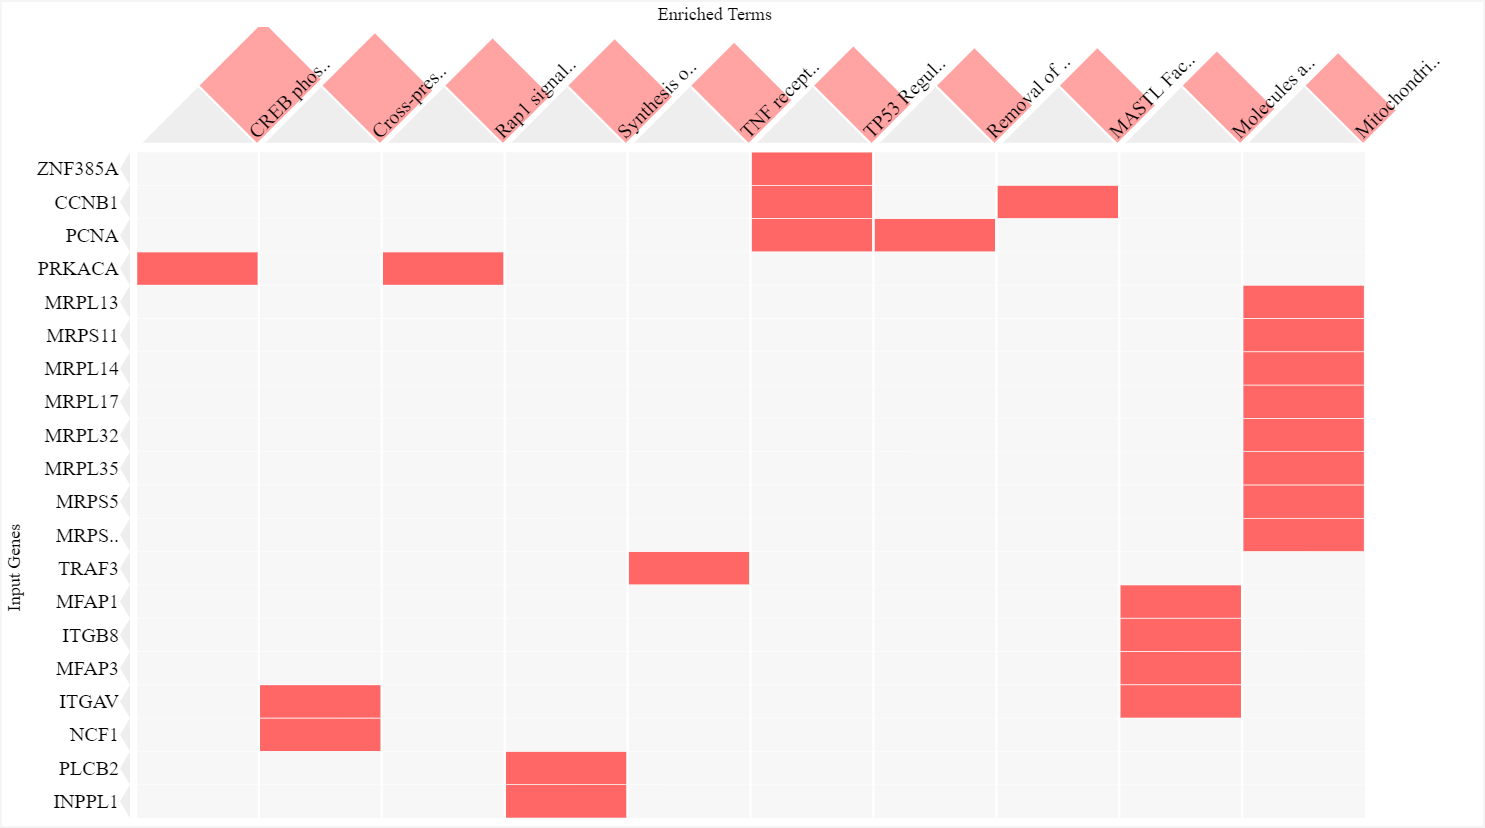 Enriched Terms
CREB phos..
Cross-pres..
Rap1 signal..
Synthesis o..
TNF recept..
TP53 Regul..
Removal of ..
MASTL Fac..
Molecules a..
Mitochondri..
ZNF385A
CCNB1
PCNA
PRKACA
MRPL13
MRPS11
MRPL14
MRPL17
MRPL32
MRPL35
MRPS5
MRPS..
TRAF3
MFAP1
ITGB8
MFAP3
ITGAV
NCF1
PLCB2
INPPL1
Input Genes